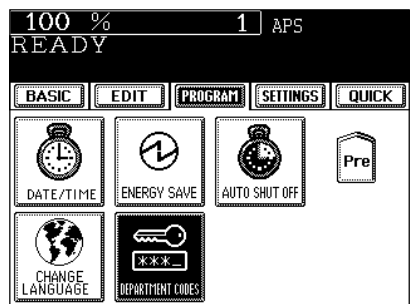 100 % 1 APS
READY
BASIC EDIT PROGRAM SETTINGS QUICK
DATE/TIME ENERGY SAVE AUTO SHUT OFF Pre
***_
CHANGE LANGUAGE DEPARTMENT CODES